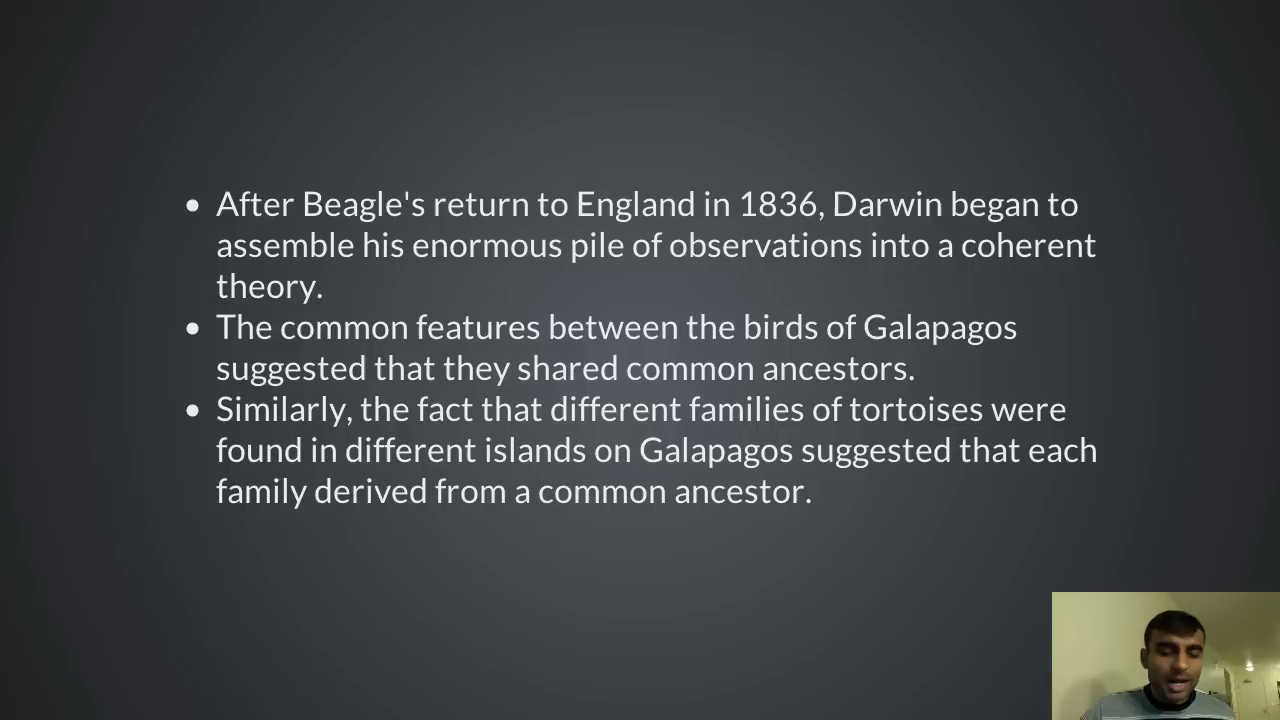 • After Beagle's return to England in 1836, Darwin began to
assemble his enormous pile of observations into a coherent
theory.
• The common features between the birds of Galapagos
suggested that they shared common ancestors.
• Similarly, the fact that different families of tortoises were
found in different islands on Galapagos suggested that each
family derived from a common ancestor.